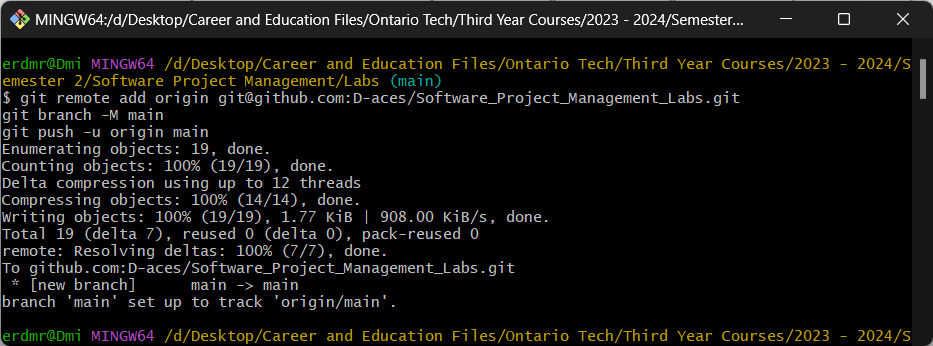 MINGW64:/d/Desktop/Career and Education Files/Ontario Tech/Third Year Courses/2023 - 2024/Semester...
erdmr@Dmi MINGW64 /d/Desktop/Career and Education Files/Ontario Tech/Third Year Courses/2023 - 2024/S
emester 2/Software Project Management/Labs (main)
$ git remote add origin git@github.com:D-aces/Software_Project_Management_Labs.git
git branch -M main
git push -u origin main
Enumerating objects: 19, done.
Counting objects: 100% (19/19), done.
Delta compression using up to 12 threads
Compressing objects: 100% (14/14), done.
Writing objects: 100% (19/19), 1.77 KiB | 908.00 KiB/s, done.
Total 19 (delta 7), reused 0 (delta 0), pack-reused 0
remote: Resolving deltas: 100% (7/7), done.
To github.com:D-aces/Software_Project_Management_Labs.git
 * [new branch]      main -> main
branch 'main' set up to track 'origin/main'.
erdmr@Dmi MINGW64 /d/Desktop/Career and Education Files/Ontario Tech/Third Year Courses/2023 - 2024/S